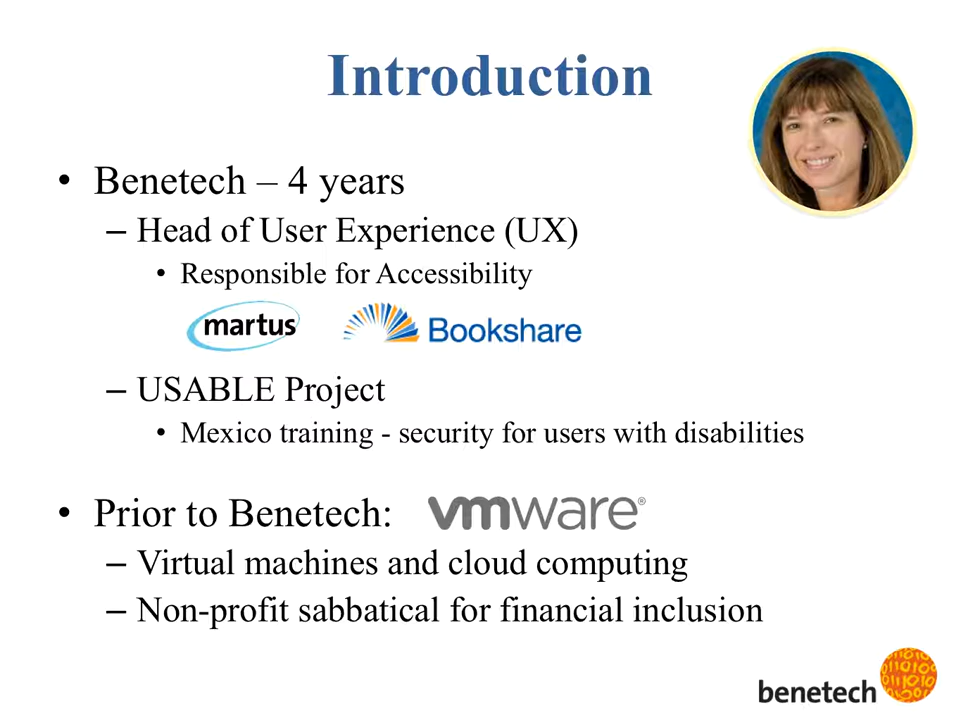 Introduction
• Benetech – 4 years
– Head of User Experience (UX)
• Responsible for Accessibility
martus Bookshare
– USABLE Project
• Mexico training - security for users with disabilities
• Prior to Benetech: vmware®
– Virtual machines and cloud computing
– Non-profit sabbatical for financial inclusion
benetech